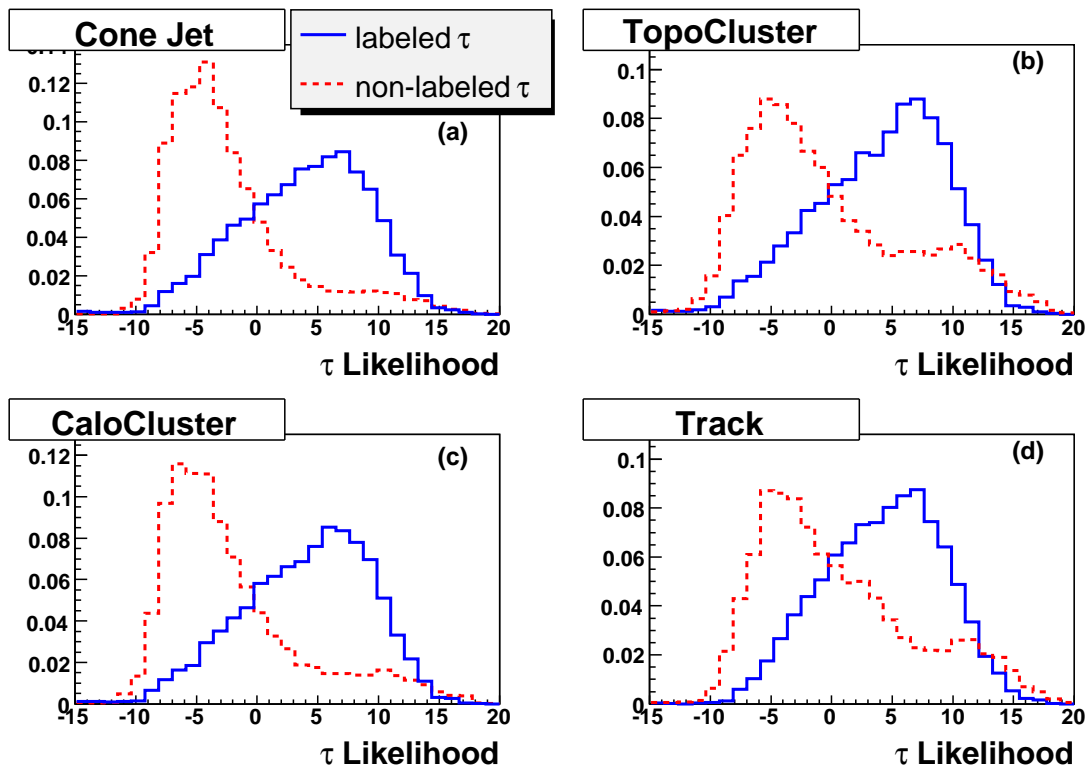 Cone Jet
labeled τ
non-labeled τ
(a)
0.14
0.12
0.1
0.08
0.06
0.04
0.02
0
-15 -10 -5 0 5 10 15 20
τ Likelihood
TopoCluster
(b)
0.1
0.08
0.06
0.04
0.02
0
-15 -10 -5 0 5 10 15 20
τ Likelihood
CaloCluster
(c)
0.12
0.1
0.08
0.06
0.04
0.02
0
-15 -10 -5 0 5 10 15 20
τ Likelihood
Track
(d)
0.1
0.08
0.06
0.04
0.02
0
-15 -10 -5 0 5 10 15 20
τ Likelihood